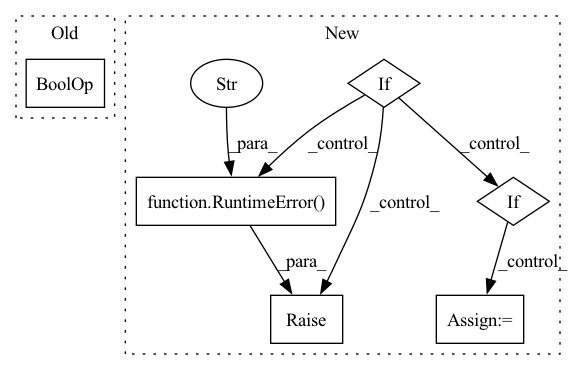 Old
New
BoolOp
Str
If
_para_
_control_
_control_
function.RuntimeError()
_control_
If
_para_
_control_
Raise
Assign:=